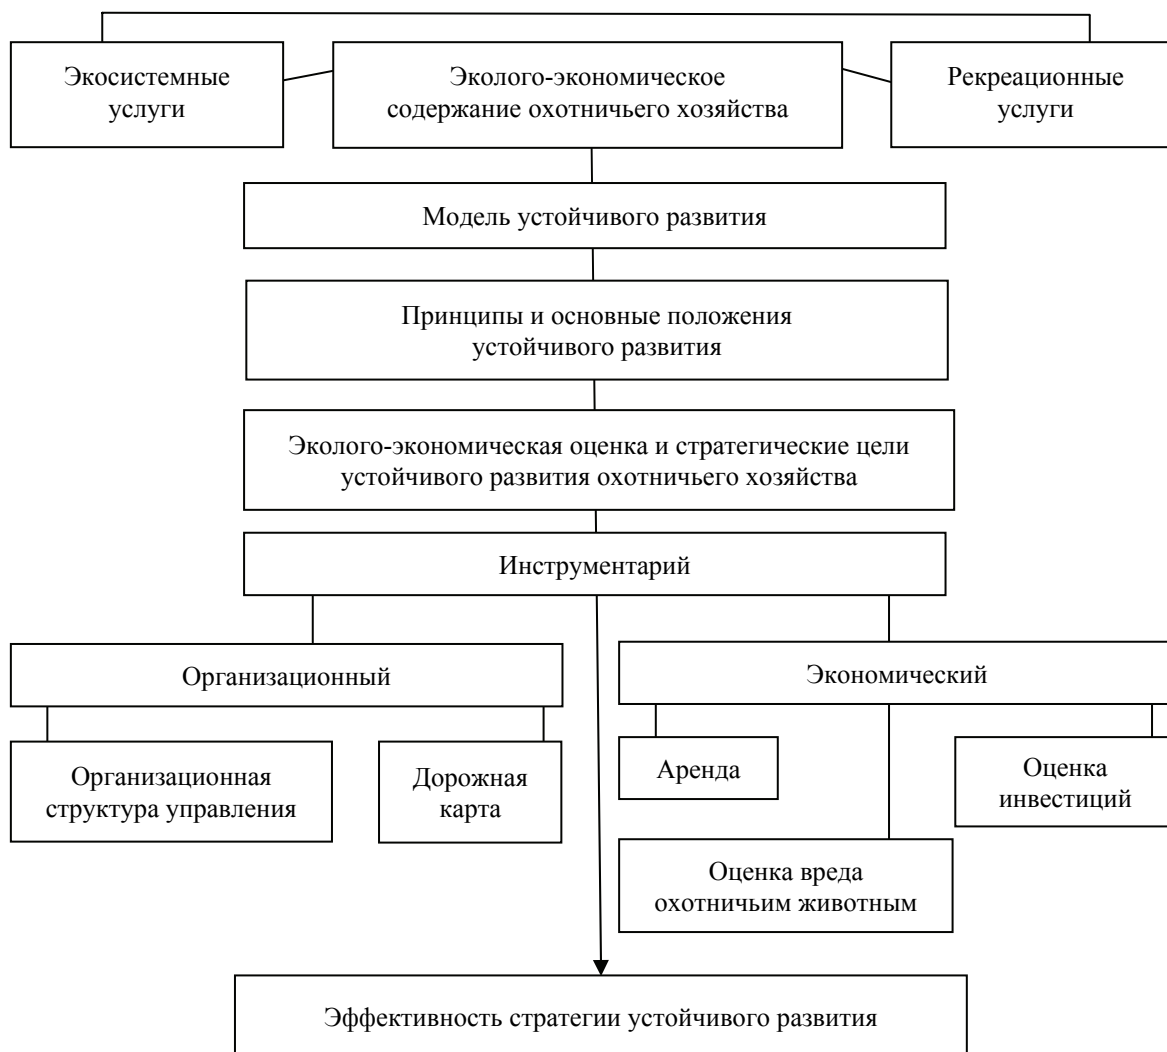 Экосистемные
услуги
Эколого-экономическое
содержание охотничьего хозяйства
Рекреационные
услуги
Модель устойчивого развития
Принципы и основные положения
устойчивого развития
Эколого-экономическая оценка и стратегические цели
устойчивого развития охотничьего хозяйства
Инструментарий
Организационный
Экономический
Организационная
структура управления
Дорожная
карта
Аренда
Оценка
инвестиций
Оценка вреда
охотничьим животным
Эффективность стратегии устойчивого развития